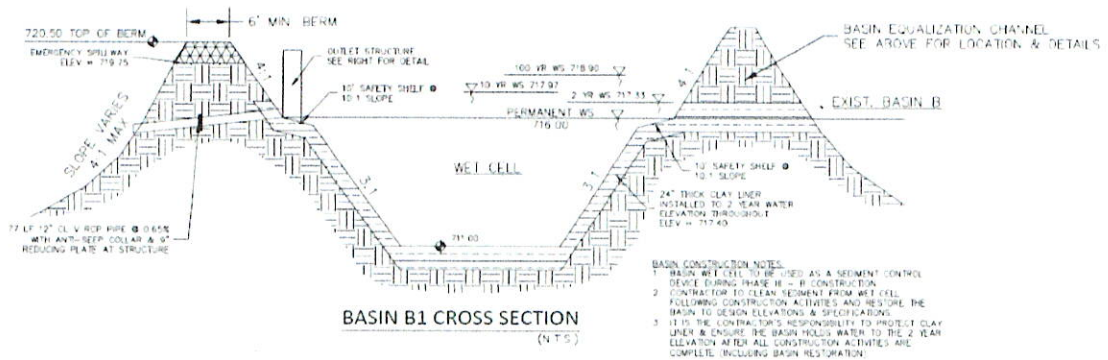 6' MIN BERM
720.50 TOP OF BERM
EMERGENCY SPILLWAY
ELEV = 719.75
OUTLET STRUCTURE
SEE RIGHT FOR DETAIL
4:1
10' SAFETY SHELF @
10:1 SLOPE
SLOPE VARIES
4:1 MAX
100 YR WS 718.90
10 YR WS 717.97
2 YR WS 717.33
PERMANENT WS
716.00
BASIN EQUALIZATION CHANNEL
SEE ABOVE FOR LOCATION & DETAILS
4:1
EXIST. BASIN B
WET CELL
3:1
3:1
10' SAFETY SHELF @
10:1 SLOPE
24" THICK CLAY LINER
INSTALLED TO 2 YEAR WATER
ELEVATION THROUGHOUT
ELEV = 717.40
77 LF 12" CL V RCP PIPE @ 0.65%
WITH ANTI-SEEP COLLAR & 9"
REDUCING PLATE AT STRUCTURE
711.00
BASIN B1 CROSS SECTION
(N.T.S.)
BASIN CONSTRUCTION NOTES:
1 BASIN WET CELL TO BE USED AS A SEDIMENT CONTROL
DEVICE DURING PHASE III - B CONSTRUCTION
2 CONTRACTOR TO CLEAN SEDIMENT FROM WET CELL
FOLLOWING CONSTRUCTION ACTIVITIES AND RESTORE THE
BASIN TO DESIGN ELEVATIONS & SPECIFICATIONS.
3 IT IS THE CONTRACTOR'S RESPONSIBILITY TO PROTECT CLAY
LINER & ENSURE THE BASIN HOLDS WATER TO THE 2 YEAR
ELEVATION AFTER ALL CONSTRUCTION ACTIVITIES ARE
COMPLETE (INCLUDING BASIN RESTORATION)